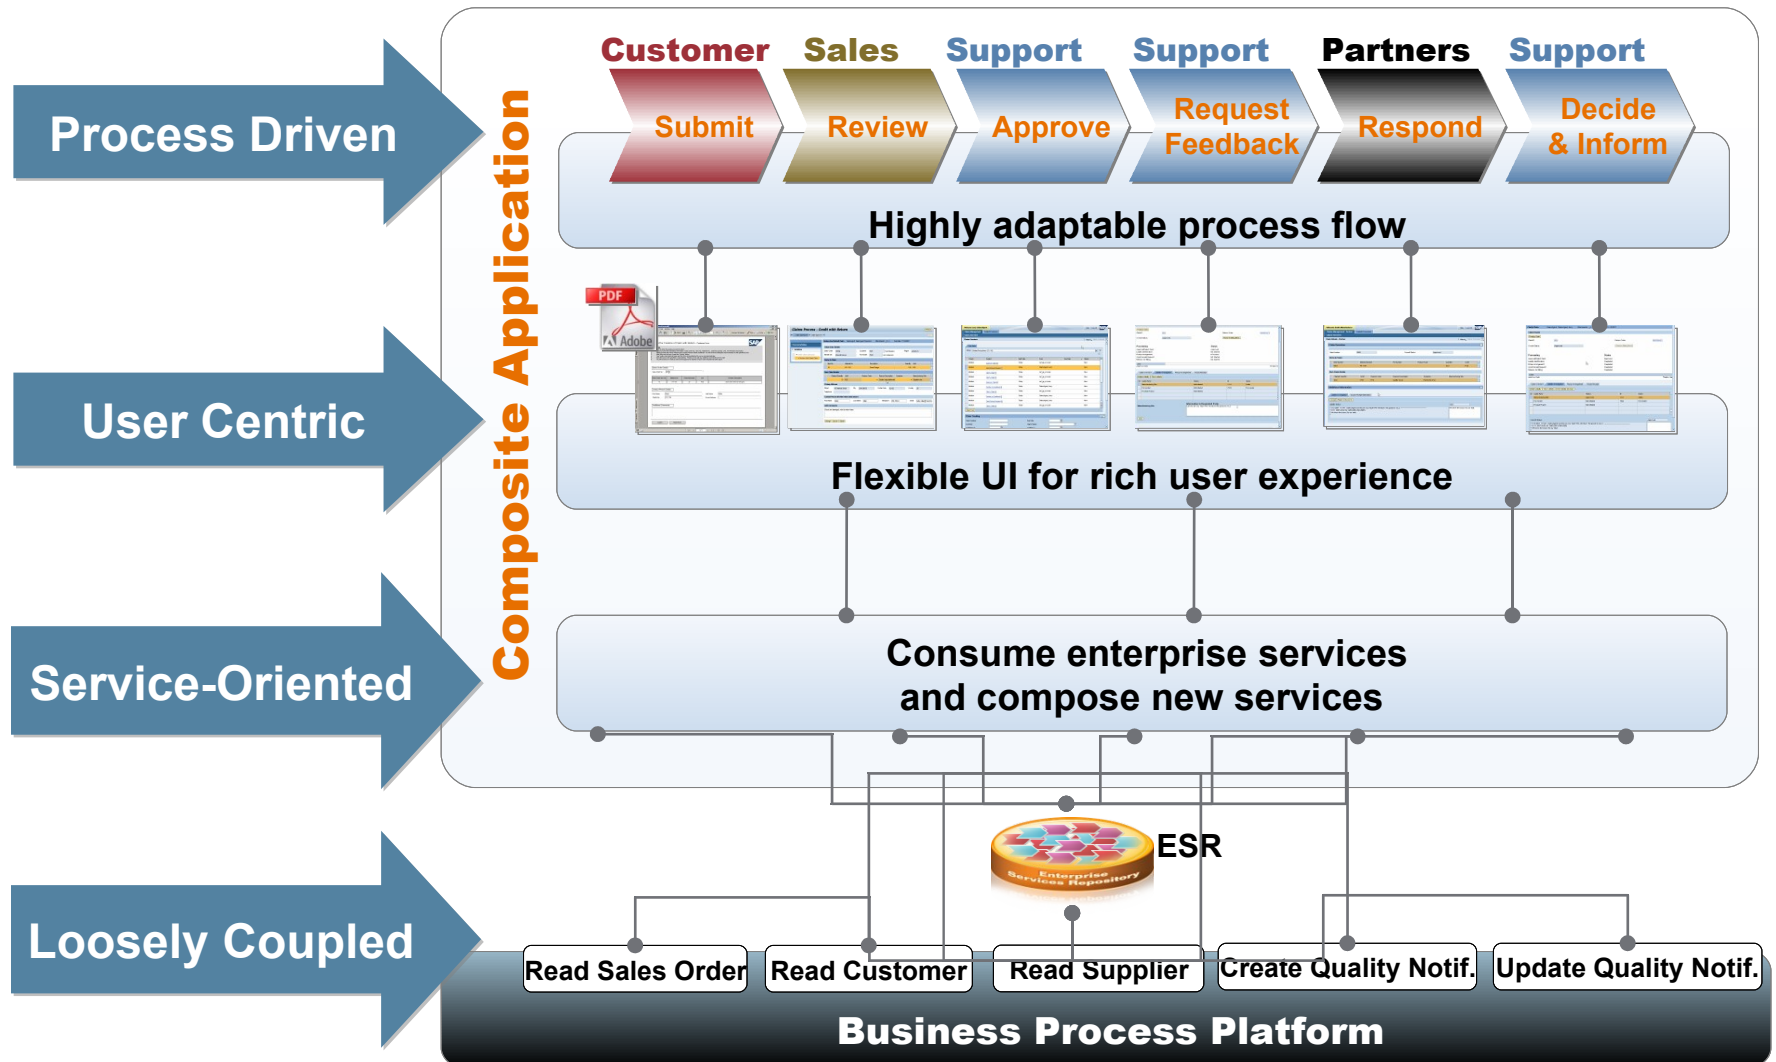 Customer
Sales
Support
Support
Partners
Support
Process Driven
Submit
Review
Approve
Request
Feedback
Respond
Decide
& Inform
Highly adaptable process flow
Composite Application
PDF
Adobe
SAP
User Centric
Flexible UI for rich user experience
Service-Oriented
Consume enterprise services
and compose new services
ESR
Enterprise
Services Repository
Loosely Coupled
Read Sales Order
Read Customer
Read Supplier
Create Quality Notif.
Update Quality Notif.
Business Process Platform